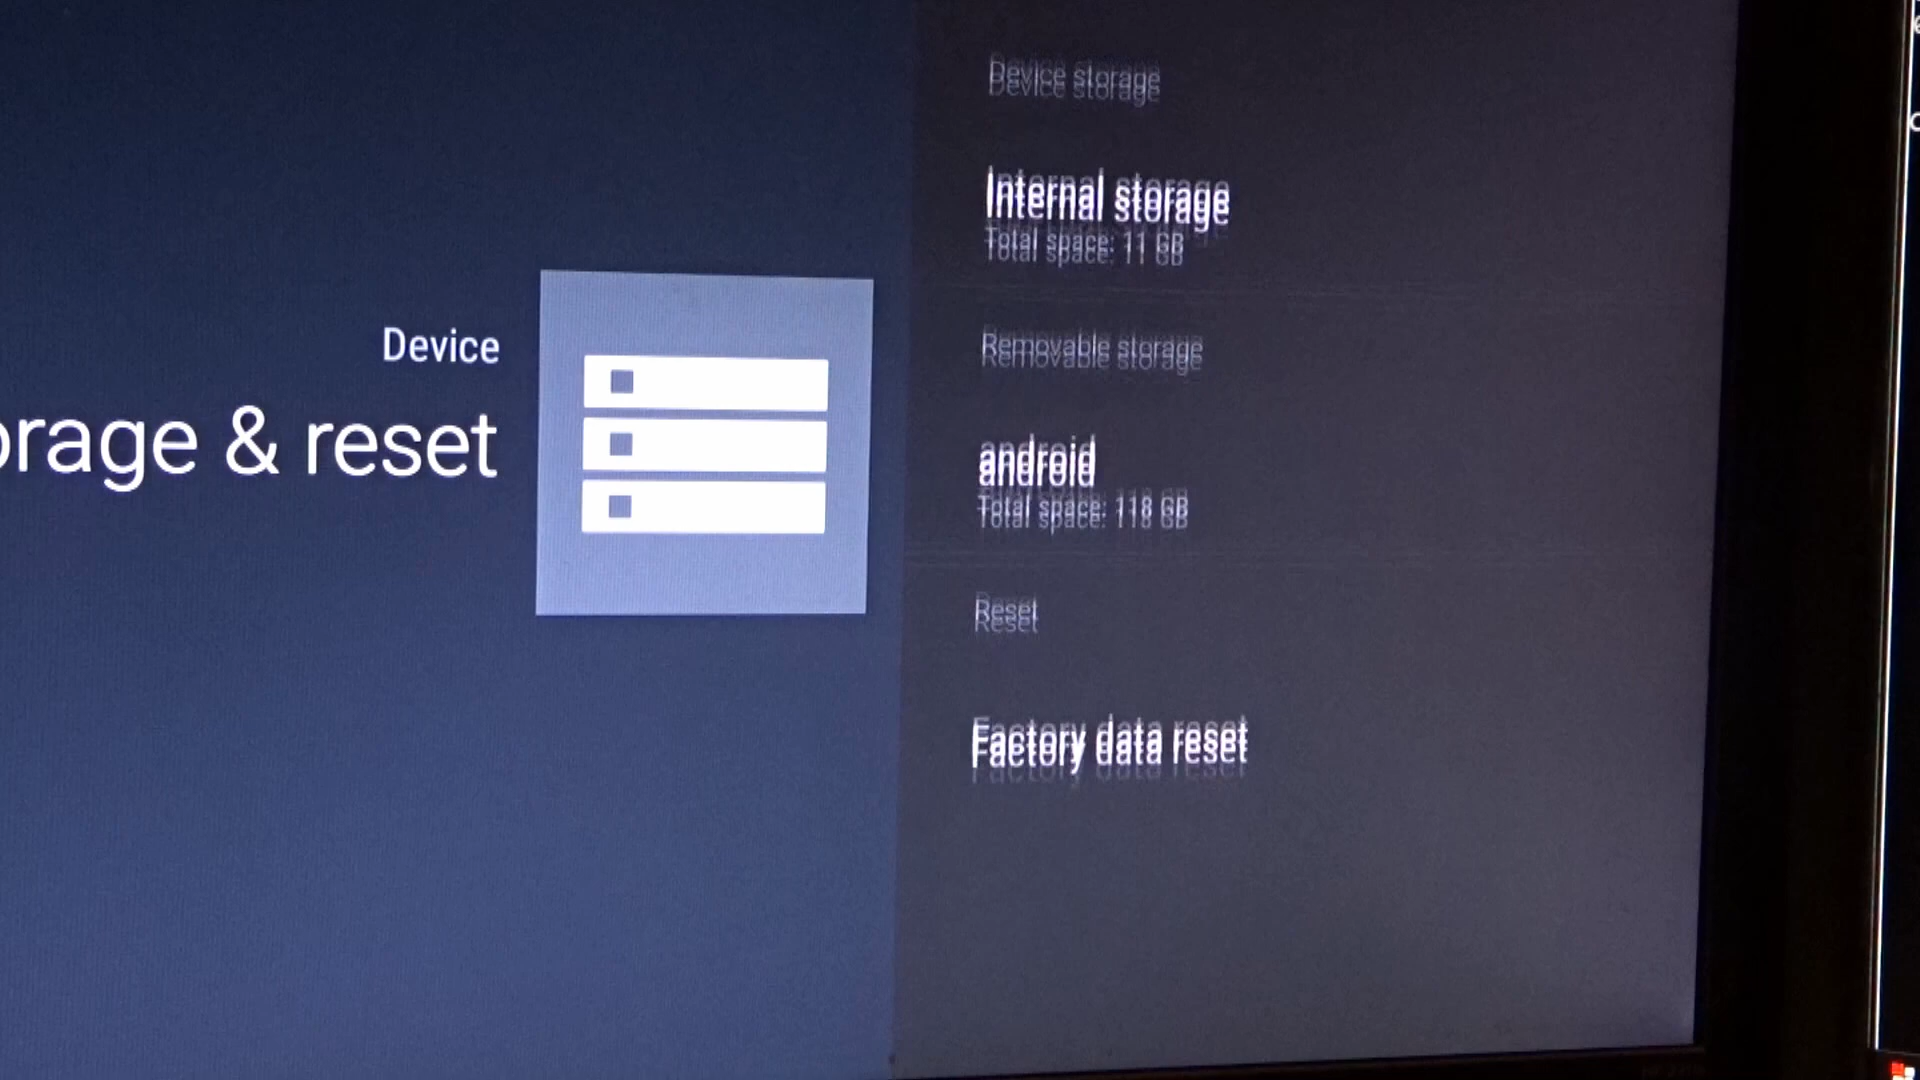 Device
orage & reset
Device storage
Internal storage
Total space: 11 GB
Removable storage
android
Total space: 118 GB
Reset
Factory data reset